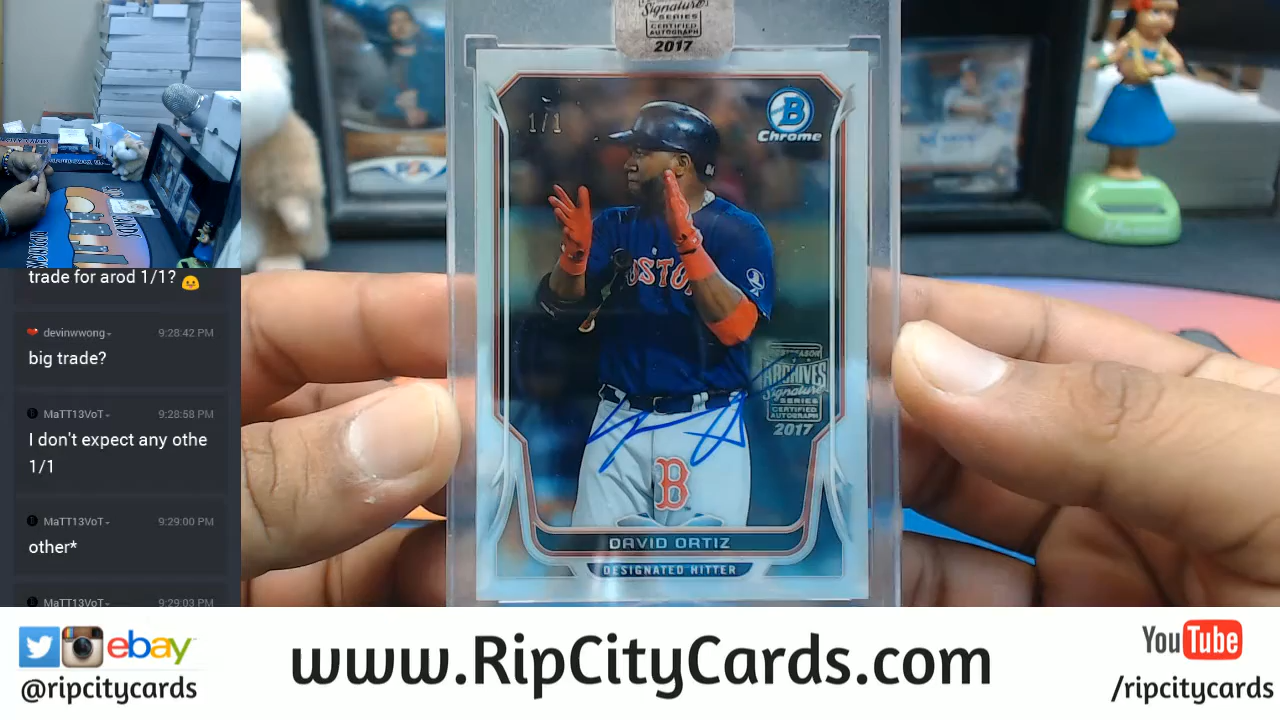 Signature
SERIES
CERTIFIED
AUTOGRAPH
2017
1/1
B
Chrome
BOSTON
ARCHIVES
Signature
SERIES
CERTIFIED
AUTOGRAPH
2017
B
DAVID ORTIZ
DESIGNATED HITTER
trade for arod 1/1?
devinwwong
9:28:42 PM
big trade?
MaTT13VoT
9:28:58 PM
I don't expect any othe
1/1
MaTT13VoT
9:29:00 PM
other*
MaTT13VoT
9:29:03 PM
ebay
@ripcitycards
www.RipCityCards.com
YouTube
/ripcitycards